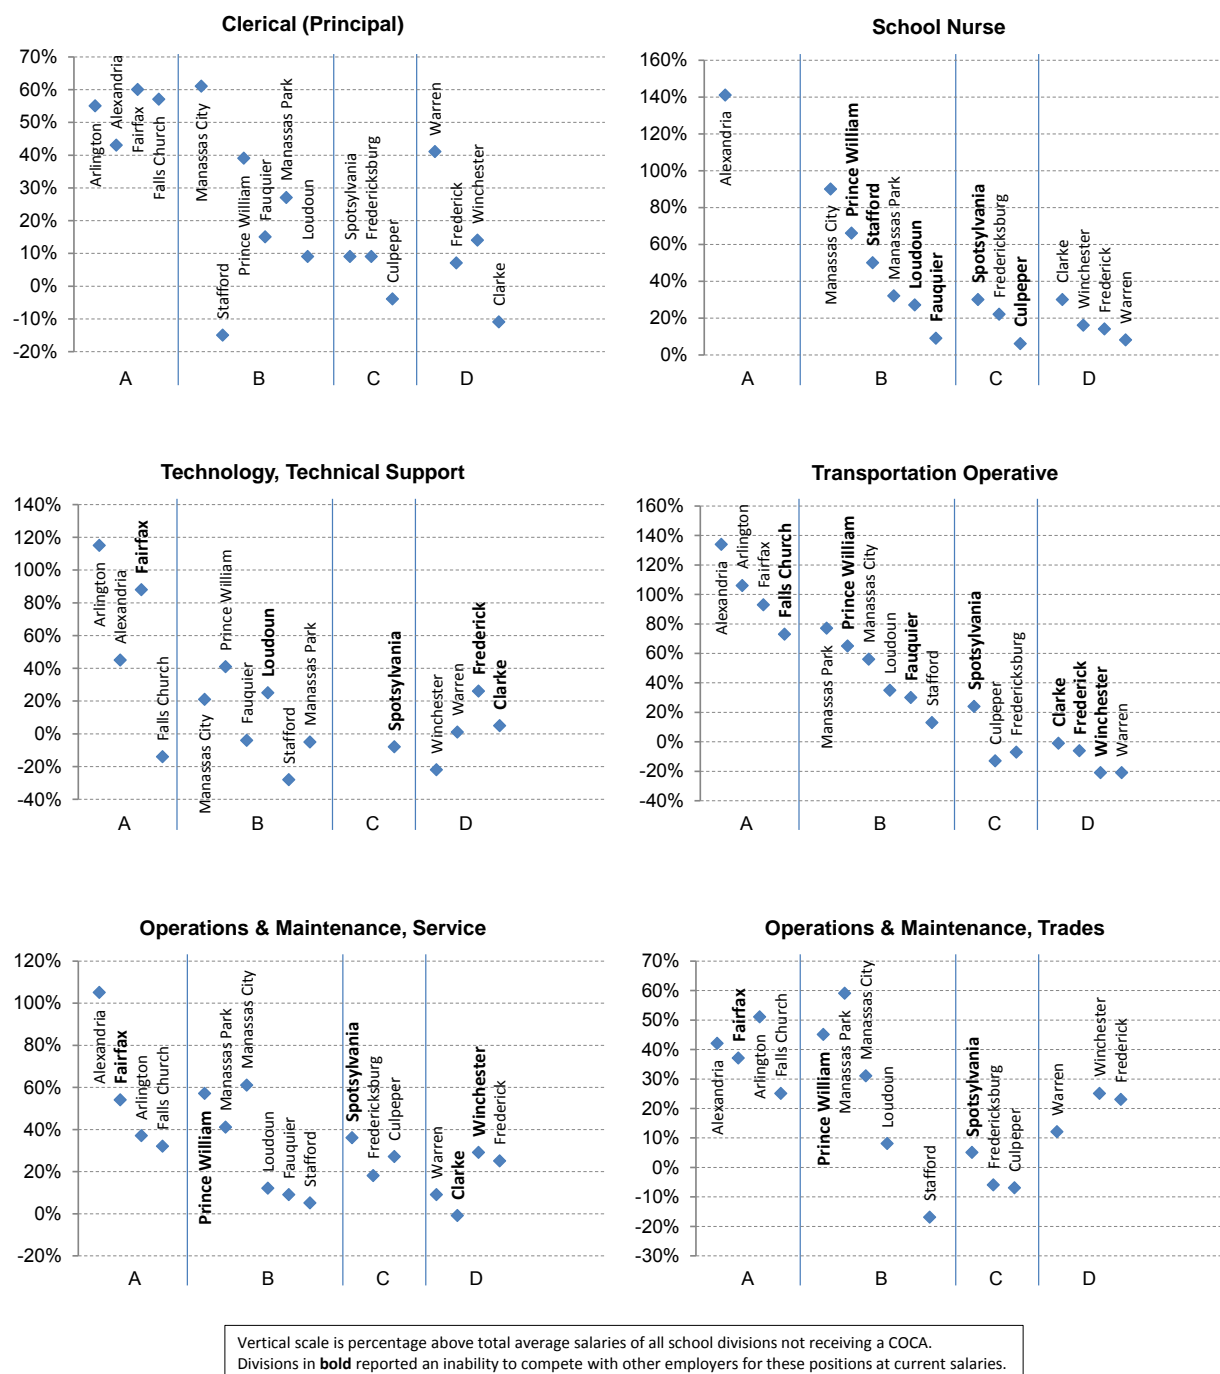 Clerical (Principal)
70%
60%
50%
40%
30%
20%
10%
0%
-10%
-20%
Arlington
Alexandria
Fairfax
Falls Church
Manassas City
Stafford
Prince William
Fauquier
Manassas Park
Loudoun
Spotsylvania
Fredericksburg
Culpeper
Warren
Frederick
Winchester
Clarke
A B C D
School Nurse
160%
140%
120%
100%
80%
60%
40%
20%
0%
Alexandria
Manassas City
Prince William
Stafford
Manassas Park
Loudoun
Fauquier
Spotsylvania
Fredericksburg
Culpeper
Clarke
Winchester
Frederick
Warren
A B C D
Technology, Technical Support
140%
120%
100%
80%
60%
40%
20%
0%
-20%
-40%
Arlington
Alexandria
Fairfax
Falls Church
Manassas City
Prince William
Fauquier
Loudoun
Stafford
Manassas Park
Spotsylvania
Winchester
Warren
Frederick
Clarke
A B C D
Transportation Operative
160%
140%
120%
100%
80%
60%
40%
20%
0%
-20%
-40%
Alexandria
Arlington
Fairfax
Falls Church
Manassas Park
Prince William
Manassas City
Loudoun
Fauquier
Stafford
Spotsylvania
Culpeper
Fredericksburg
Clarke
Frederick
Winchester
Warren
A B C D
Operations & Maintenance, Service
120%
100%
80%
60%
40%
20%
0%
-20%
Alexandria
Fairfax
Arlington
Falls Church
Prince William
Manassas Park
Manassas City
Loudoun
Fauquier
Stafford
Spotsylvania
Fredericksburg
Culpeper
Warren
Clarke
Winchester
Frederick
A B C D
Operations & Maintenance, Trades
70%
60%
50%
40%
30%
20%
10%
0%
-10%
-20%
-30%
Alexandria
Fairfax
Arlington
Falls Church
Prince William
Manassas Park
Manassas City
Loudoun
Stafford
Spotsylvania
Fredericksburg
Culpeper
Warren
Winchester
Frederick
A B C D
Vertical scale is percentage above total average salaries of all school divisions not receiving a COCA.
Divisions in bold reported an inability to compete with other employers for these positions at current salaries.